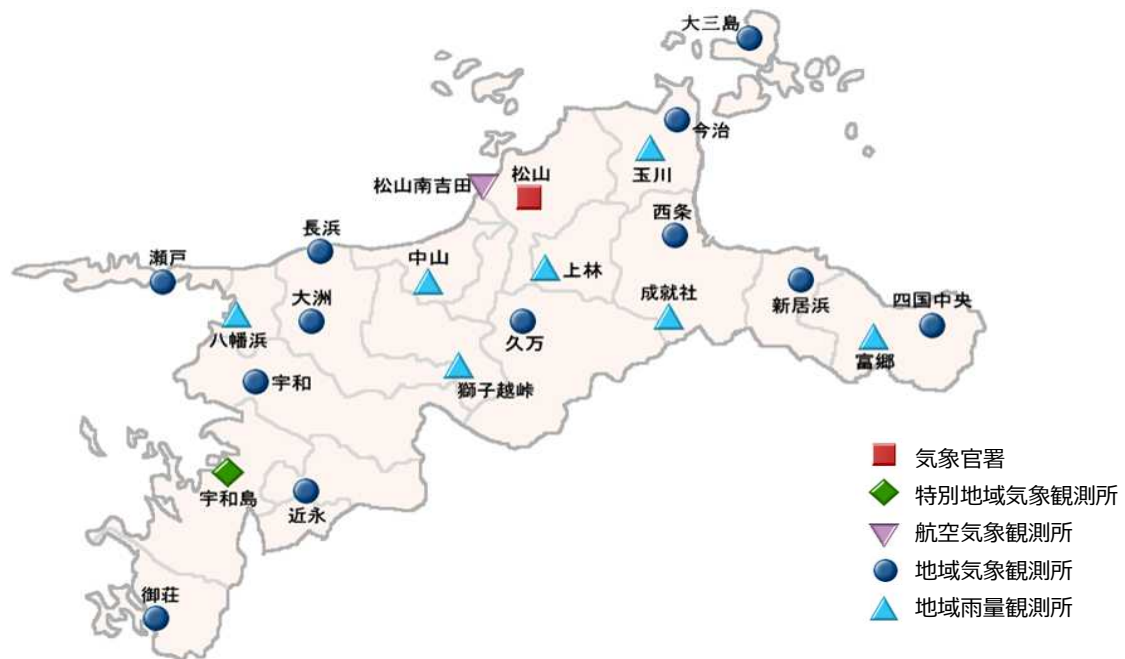 大三島
今治
玉川
松山
松山南吉田
西条
長浜
中山
瀬戸
上林
成就社
大洲
新居浜
四国中央
八幡浜
久万
富郷
宇和
獅子越峠
宇和島
近永
御荘
気象官署
特別地域気象観測所
航空気象観測所
地域気象観測所
地域雨量観測所